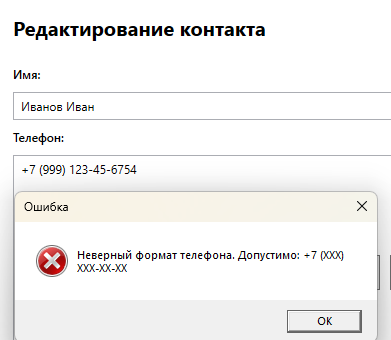 Редактирование контакта
Имя:
Иванов Иван
Телефон:
+7 (999) 123-45-6754
Ошибка
Неверный формат телефона. Допустимо: +7 (XXX)
XXX-XX-XX
OK